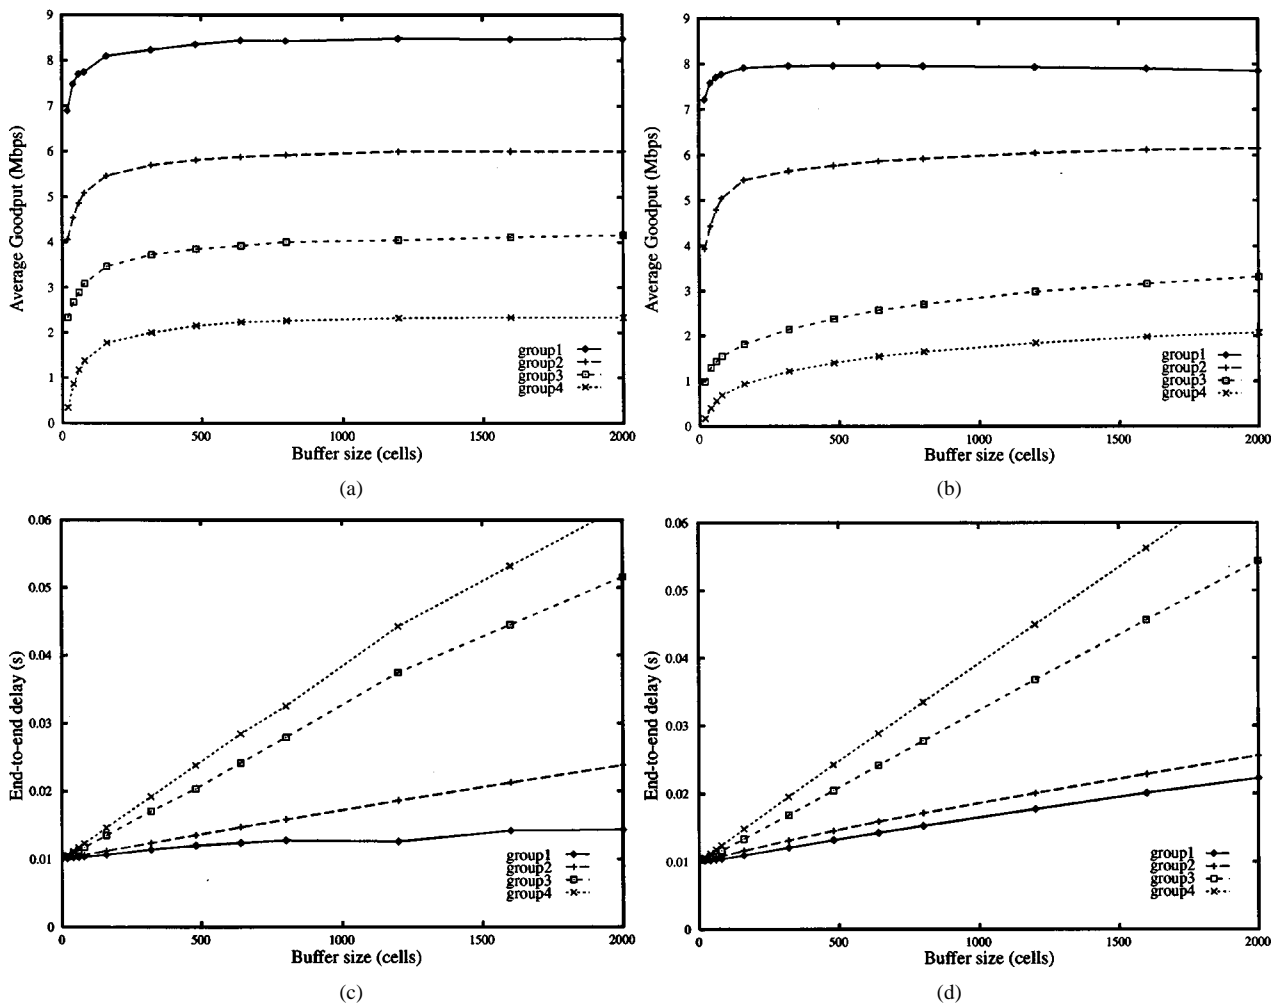 9
8
7
6
5
4
3
2
1
0
Average Goodput (Mbps)
group1
group2
group3
group4
0 500 1000 1500 2000
Buffer size (cells)
(a)
9
8
7
6
5
4
3
2
1
0
Average Goodput (Mbps)
group1
group2
group3
group4
0 500 1000 1500 2000
Buffer size (cells)
(b)
0.06
0.05
0.04
0.03
0.02
0.01
0
End-to-end delay (s)
group1
group2
group3
group4
0 500 1000 1500 2000
Buffer size (cells)
(c)
0.06
0.05
0.04
0.03
0.02
0.01
0
End-to-end delay (s)
group1
group2
group3
group4
0 500 1000 1500 2000
Buffer size (cells)
(d)